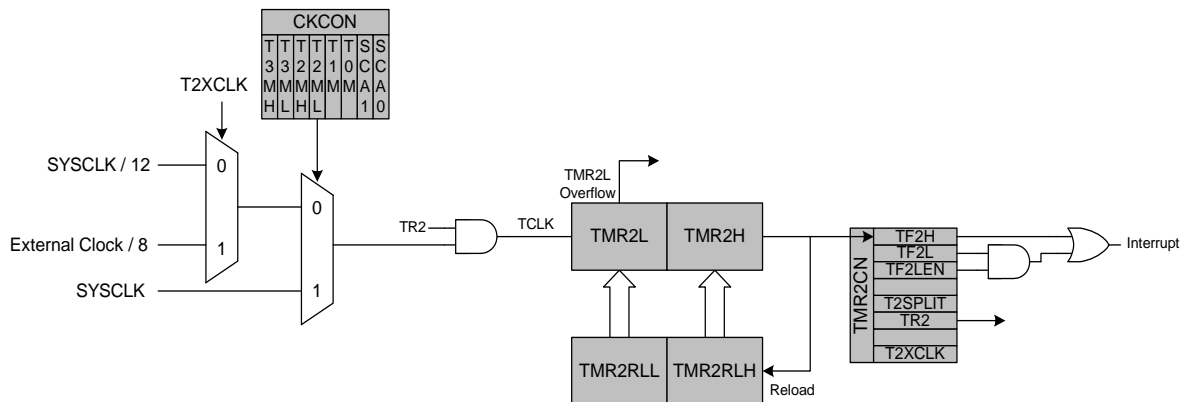 CKCON
T3MH
T3ML
T2MH
T2ML
T1M
T0M
SCA1
SCA0
T2XCLK
SYSCLK / 12
0
External Clock / 8
1
SYSCLK
0
1
TR2
TCLK
TMR2L
Overflow
TMR2L
TMR2H
TMR2RLL
TMR2RLH
Reload
TMR2CN
TF2H
TF2L
TF2LEN
T2SPLIT
TR2
T2XCLK
Interrupt